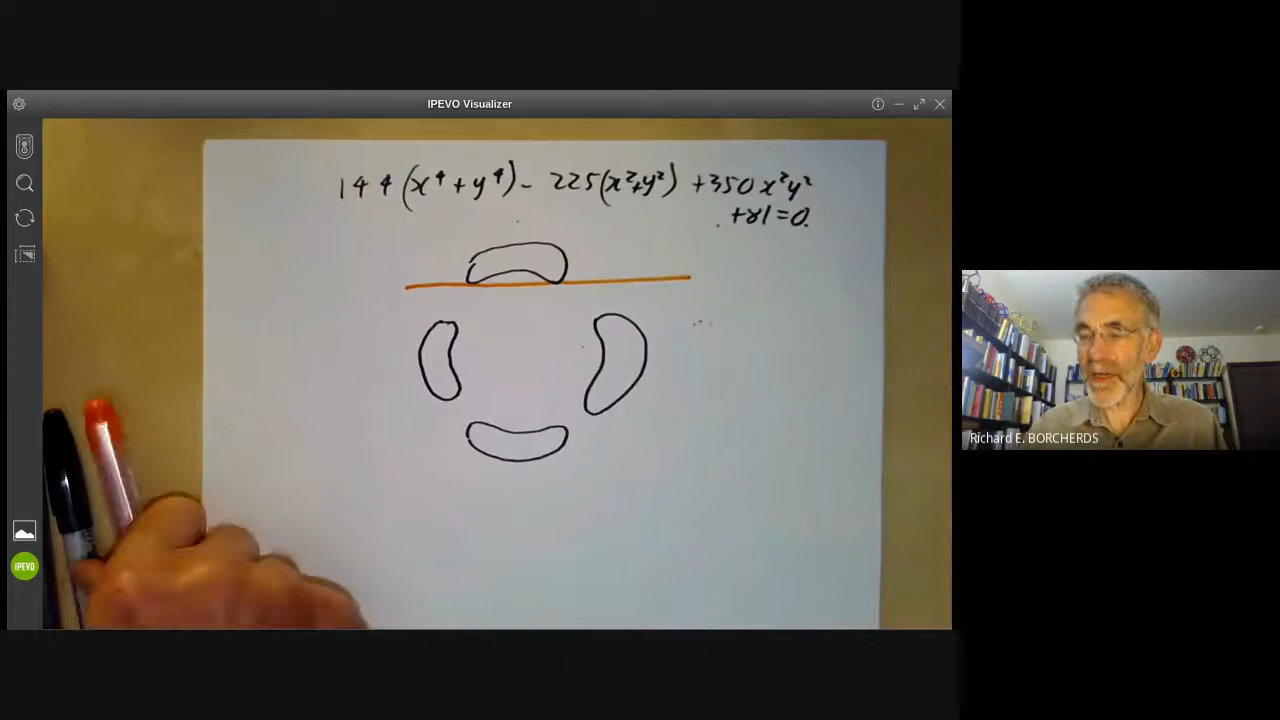 IPEVO Visualizer
144(x⁴+y⁴)- 225(x²+y²) +350x²y²
+81=0.
IPEVO
Richard E. BORCHERDS